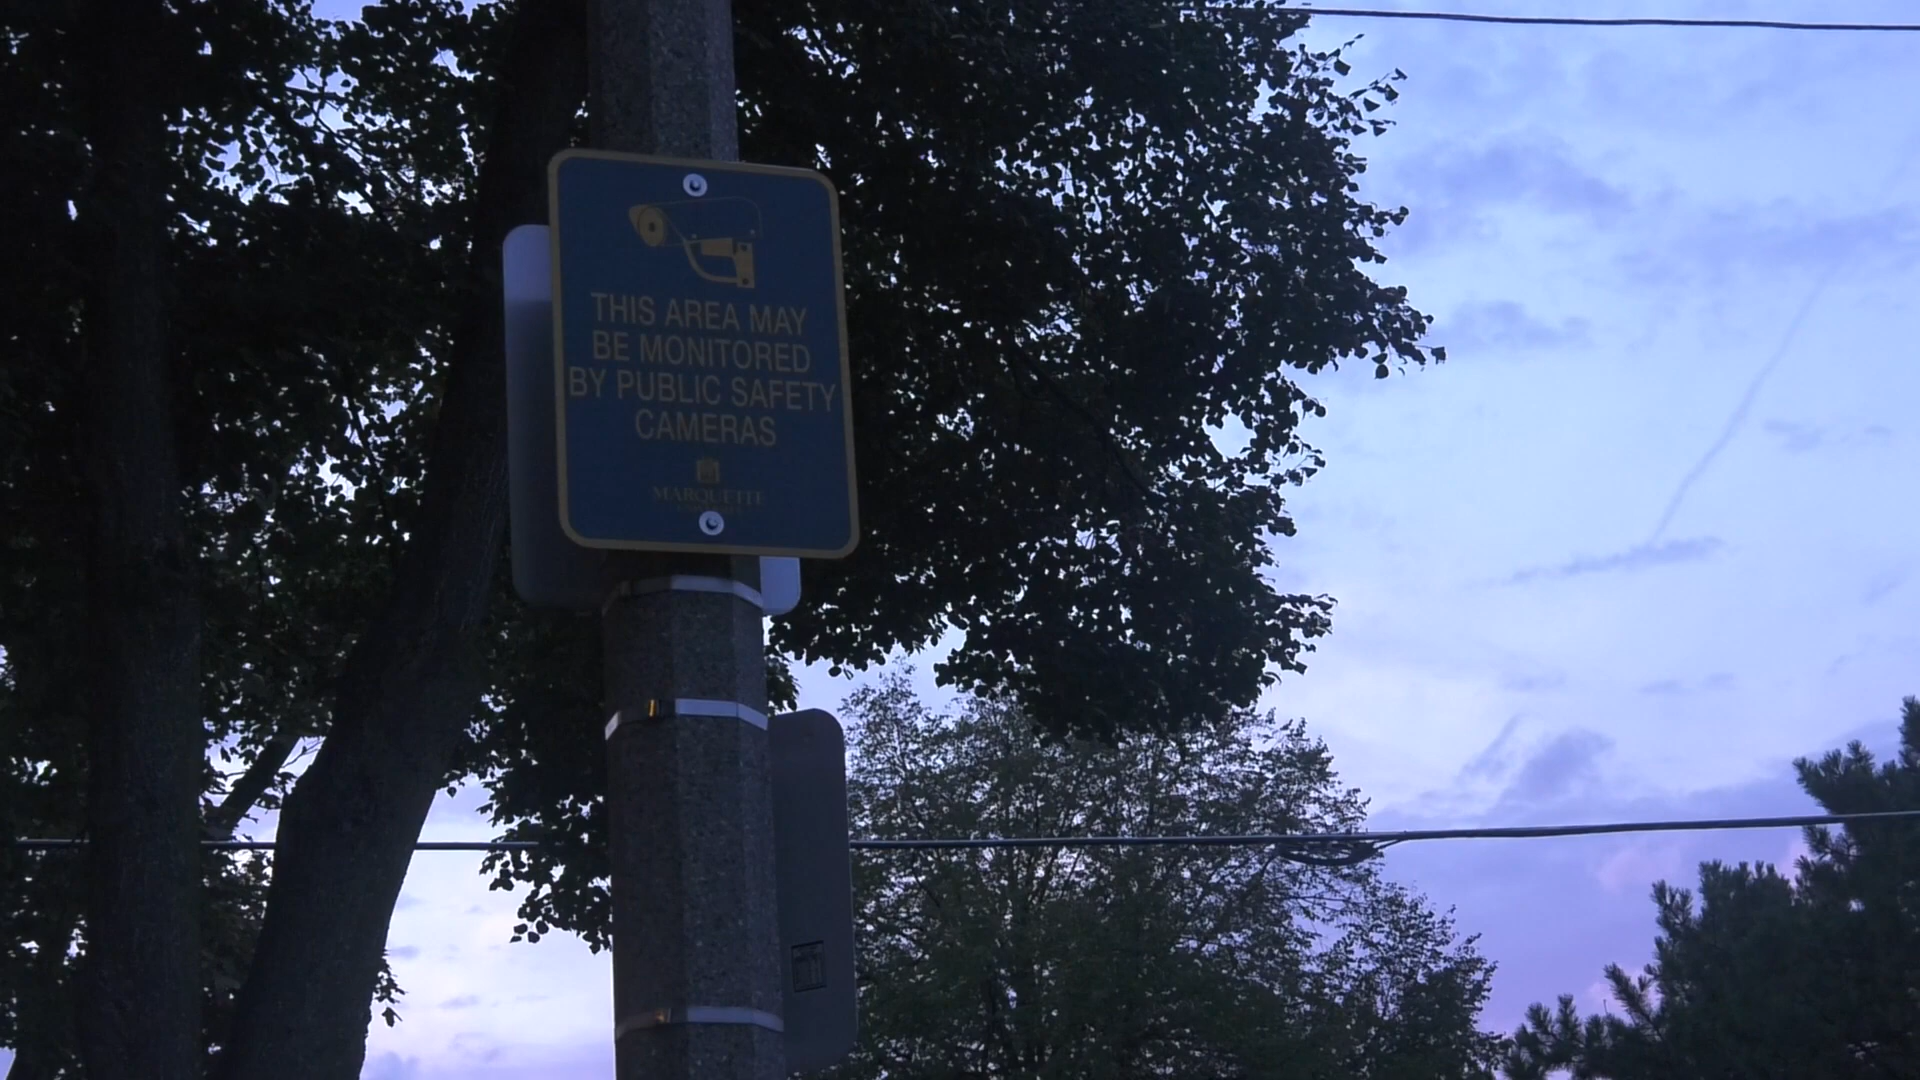 THIS AREA MAY
BE MONITORED
BY PUBLIC SAFETY
CAMERAS
MARQUETTE